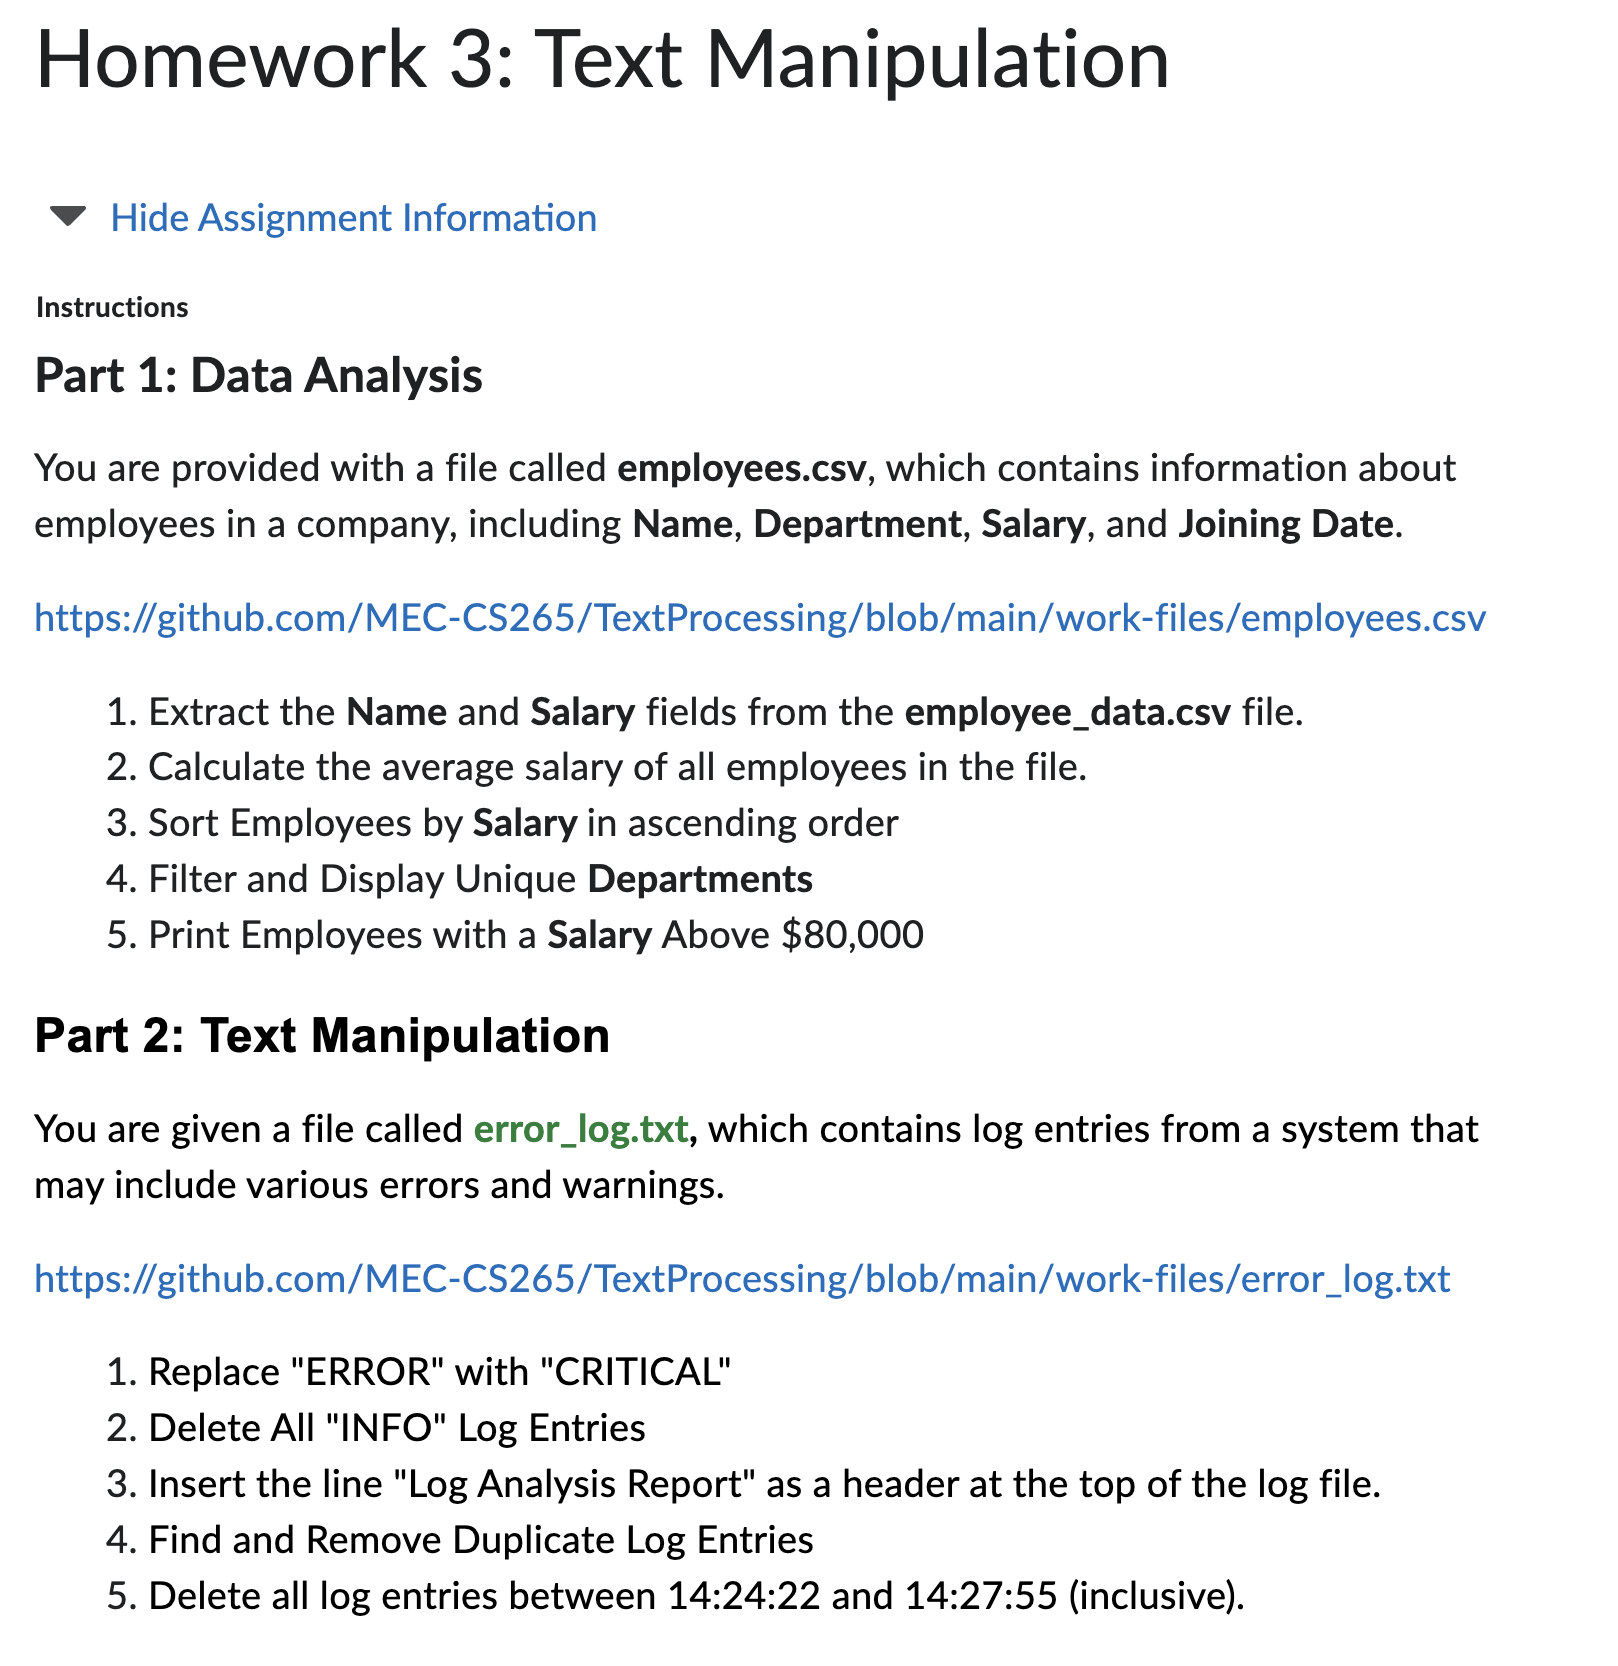 Homework 3: Text Manipulation
Hide Assignment Information
Instructions
Part 1: Data Analysis
You are provided with a file called employees.csv, which contains information about
employees in a company, including Name, Department, Salary, and Joining Date.
https://github.com/MEC-CS265/TextProcessing/blob/main/work-files/employees.csv
1. Extract the Name and Salary fields from the employee_data.csv file.
2. Calculate the average salary of all employees in the file.
3. Sort Employees by Salary in ascending order
4. Filter and Display Unique Departments
5. Print Employees with a Salary Above $80,000
Part 2: Text Manipulation
You are given a file called error_log.txt, which contains log entries from a system that
may include various errors and warnings.
https://github.com/MEC-CS265/TextProcessing/blob/main/work-files/error_log.txt
1. Replace "ERROR" with "CRITICAL"
2. Delete All "INFO" Log Entries
3. Insert the line "Log Analysis Report" as a header at the top of the log file.
4. Find and Remove Duplicate Log Entries
5. Delete all log entries between 14:24:22 and 14:27:55 (inclusive).